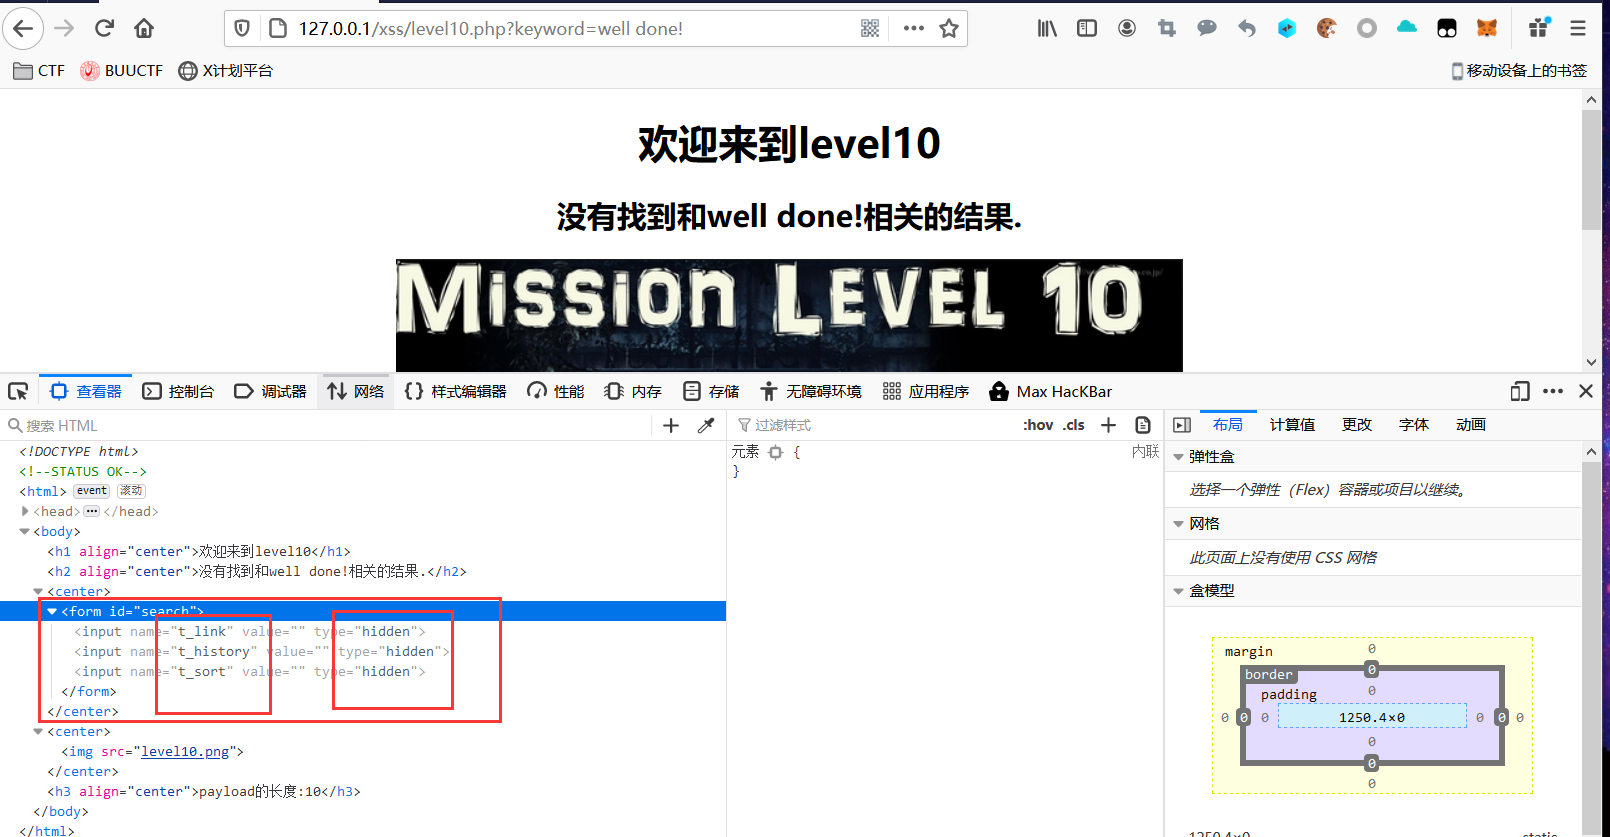 127.0.0.1/xss/level10.php?keyword=well done!
CTF BUUCTF X计划平台 移动设备上的书签
欢迎来到level10
没有找到和well done!相关的结果.
MISSION LEVEL 10
查看器 控制台 调试器 网络 样式编辑器 性能 内存 存储 无障碍环境 应用程序 Max HacKBar
搜索 HTML
<!DOCTYPE html>
<!--STATUS OK-->
<html> event 滚动
<head>•••</head>
<body>
<h1 align="center">欢迎来到level10</h1>
<h2 align="center">没有找到和well done!相关的结果.</h2>
<center>
<form id="search">
<input name="t_link" value="" type="hidden">
<input name="t_history" value="" type="hidden">
<input name="t_sort" value="" type="hidden">
</form>
</center>
<center>
<img src="level10.png">
</center>
<h3 align="center">payload的长度:10</h3>
</body>
</html>
过滤样式 :hov .cls
元素 { 内联
}
布局 计算值 更改 字体 动画
弹性盒
选择一个弹性（Flex）容器或项目以继续。
网格
此页面上没有使用 CSS 网格
盒模型
margin 0
border 0
padding 0
0 0 0 1250.4×0 0 0 0
0
0
0
1250.4×0 static